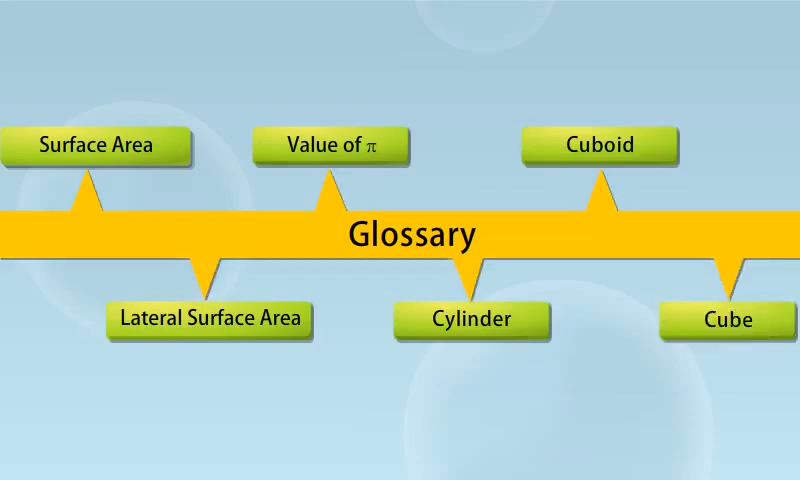 Surface Area
Value of π
Cuboid
Glossary
Lateral Surface Area
Cylinder
Cube